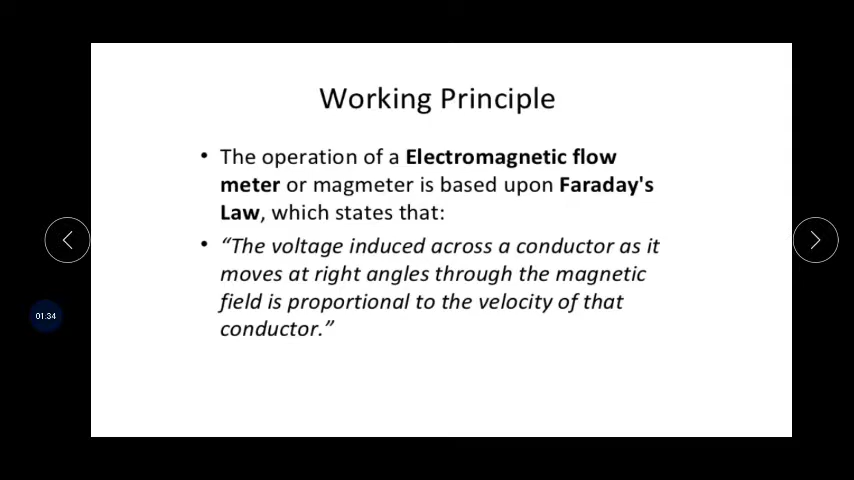 Working Principle
• The operation of a Electromagnetic flow
meter or magmeter is based upon Faraday's
Law, which states that:
• “The voltage induced across a conductor as it
moves at right angles through the magnetic
field is proportional to the velocity of that
conductor.”
01:34